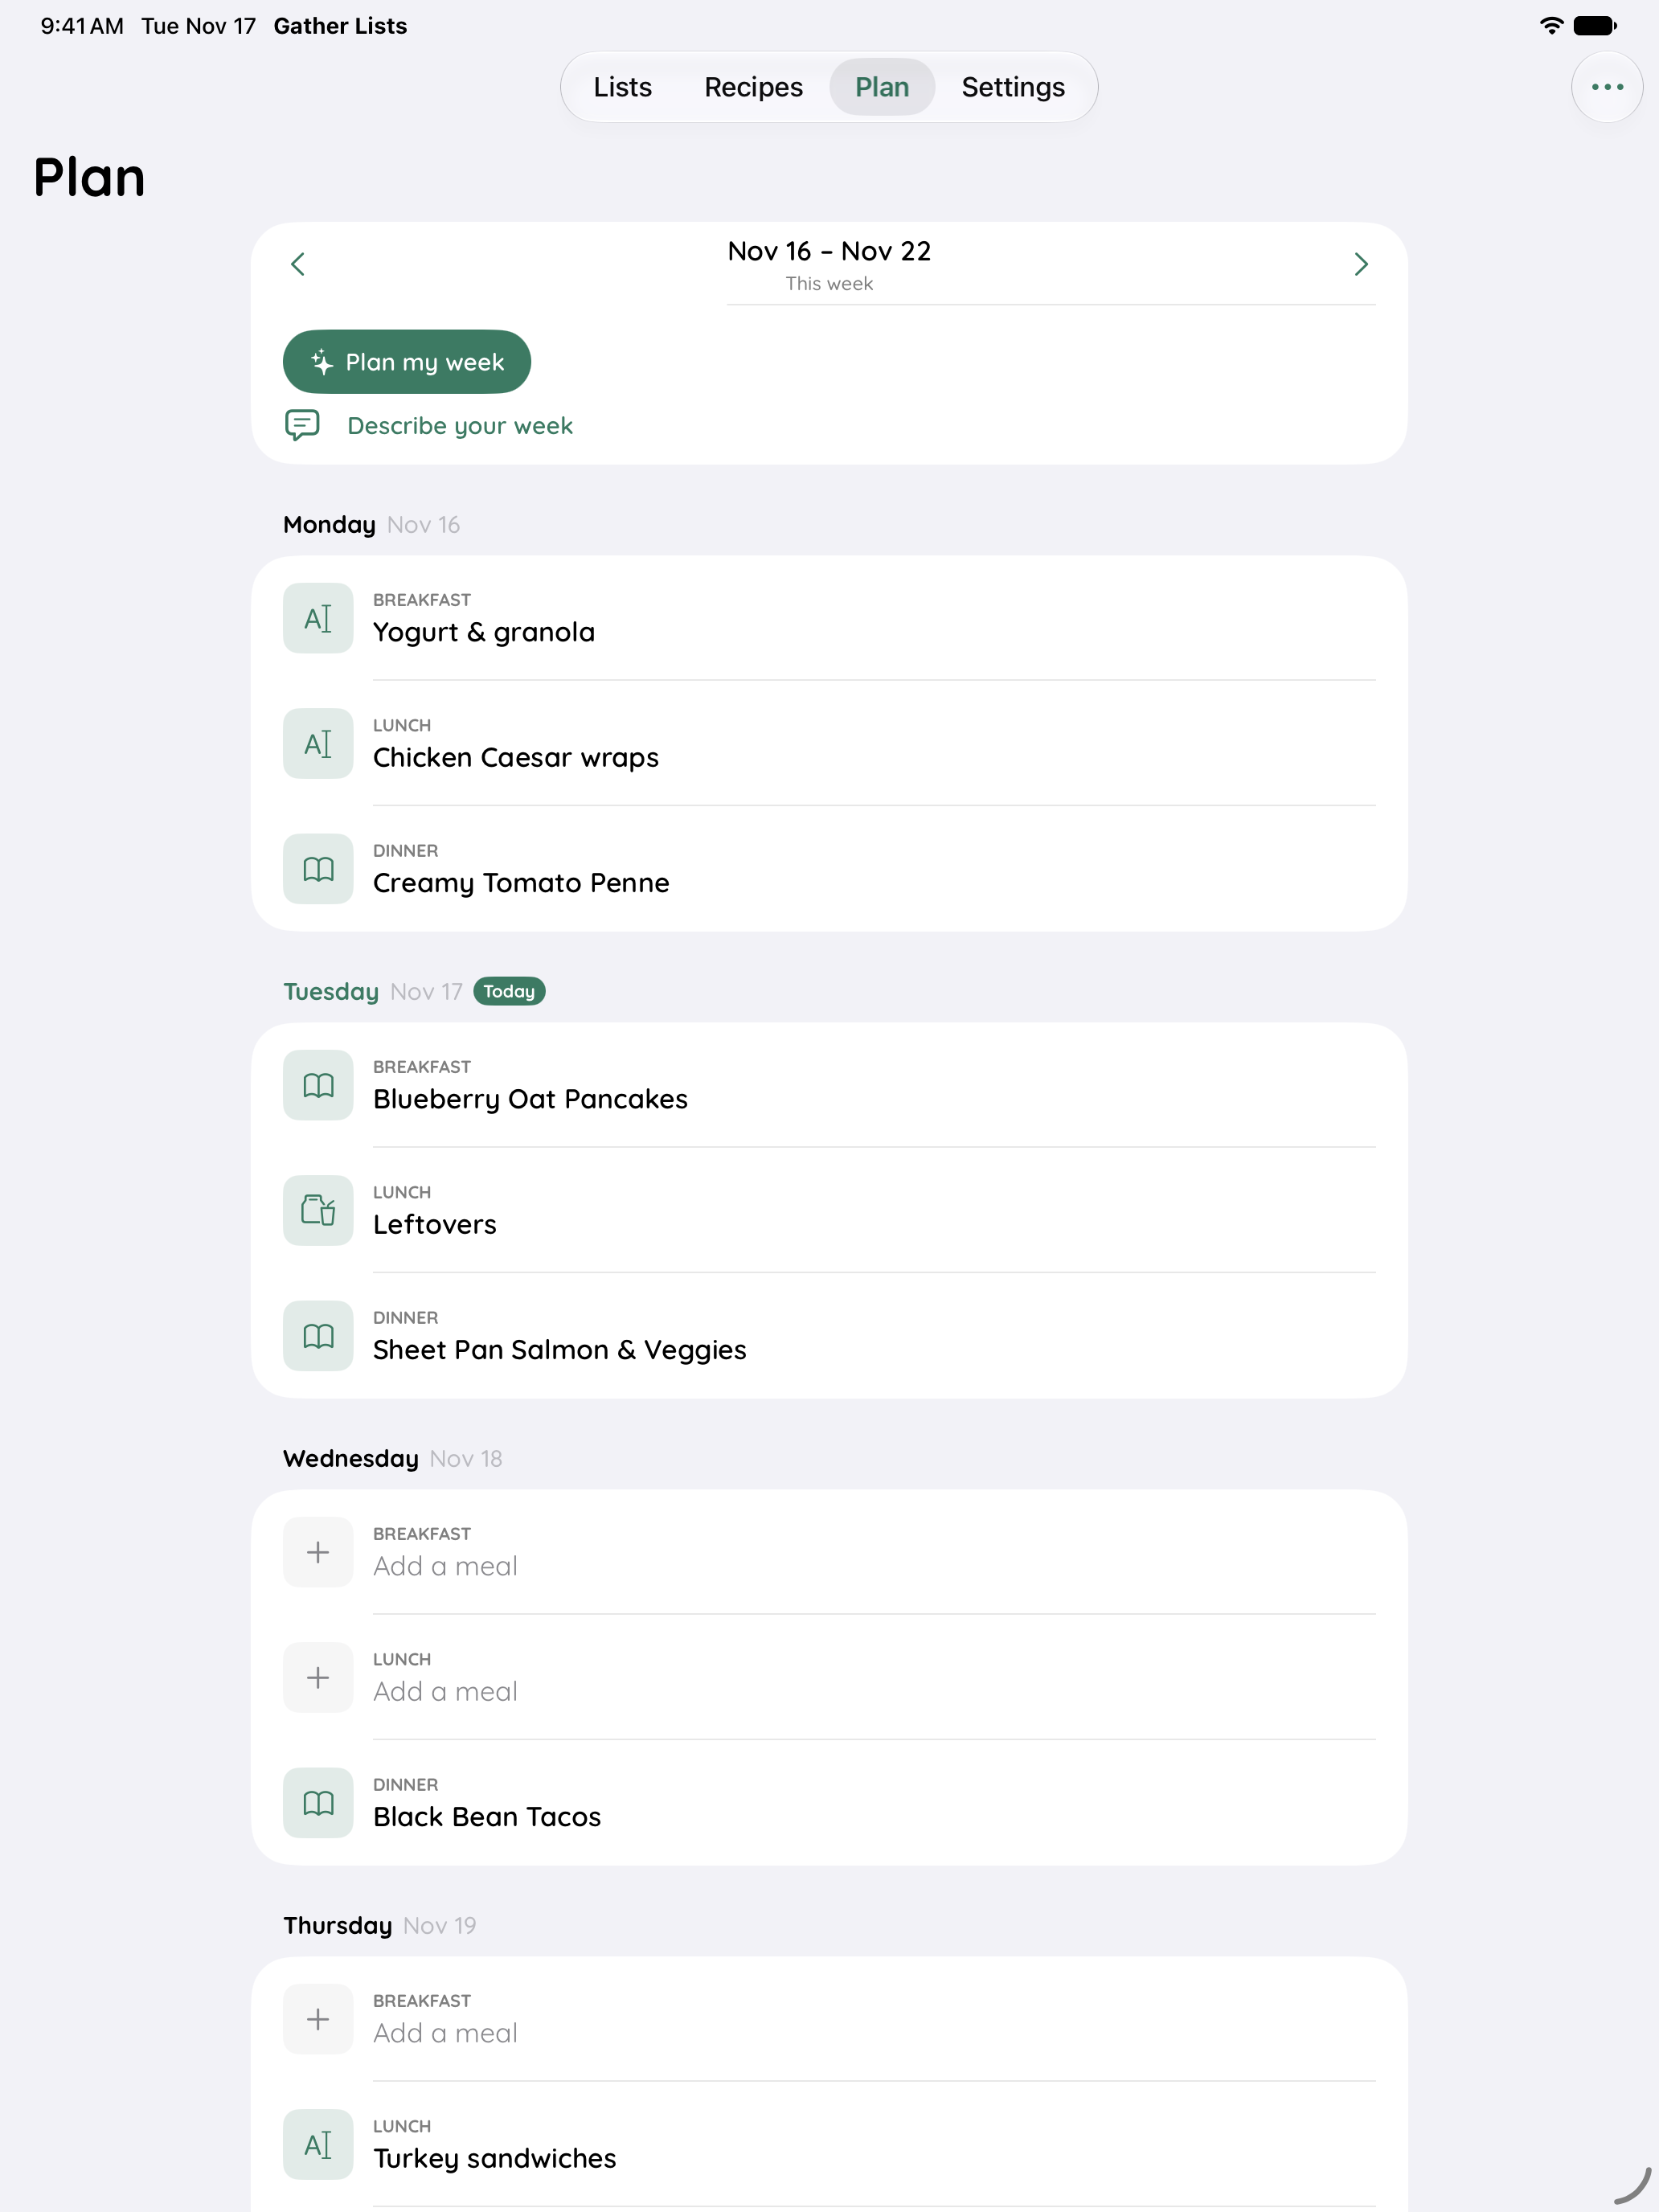 9:41 AM Tue Nov 17 Gather Lists
Lists Recipes Plan Settings
Plan
Nov 16 – Nov 22
This week
Plan my week
Describe your week
Monday Nov 16
BREAKFAST
Yogurt & granola
LUNCH
Chicken Caesar wraps
DINNER
Creamy Tomato Penne
Tuesday Nov 17 Today
BREAKFAST
Blueberry Oat Pancakes
LUNCH
Leftovers
DINNER
Sheet Pan Salmon & Veggies
Wednesday Nov 18
BREAKFAST
Add a meal
LUNCH
Add a meal
DINNER
Black Bean Tacos
Thursday Nov 19
BREAKFAST
Add a meal
LUNCH
Turkey sandwiches